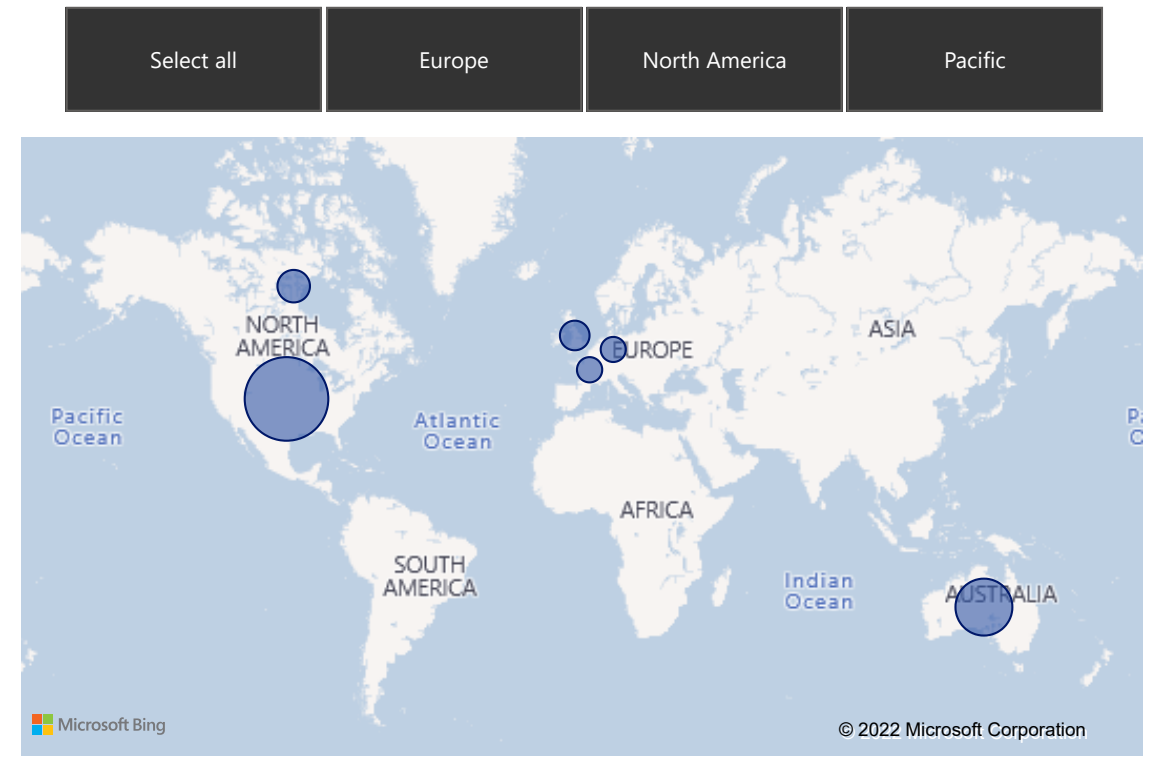 Select all
Europe
North America
Pacific
NORTH
AMERICA
EUROPE
ASIA
Pacific
Ocean
Atlantic
Ocean
AFRICA
SOUTH
AMERICA
Indian
Ocean
AUSTRALIA
Microsoft Bing
© 2022 Microsoft Corporation